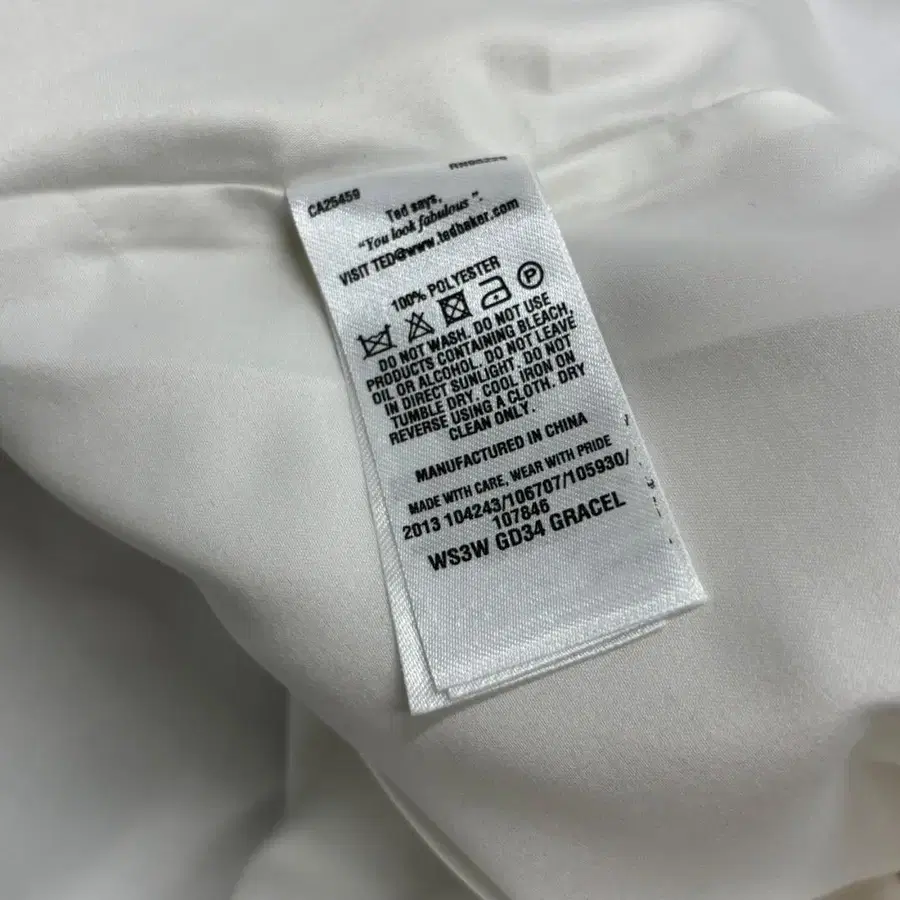 CA25459
Ted says,
"You look fabulous".
VISIT TED@www.tedbaker.com
100% POLYESTER
P
DO NOT WASH. DO NOT USE
PRODUCTS CONTAINING BLEACH,
OIL OR ALCOHOL. DO NOT LEAVE
IN DIRECT SUNLIGHT. DO NOT
TUMBLE DRY. COOL IRON ON
REVERSE USING A CLOTH. DRY
CLEAN ONLY.
MANUFACTURED IN CHINA
MADE WITH CARE, WEAR WITH PRIDE
2013 104243/106707/105930/
107846
WS3W GD34 GRACEL